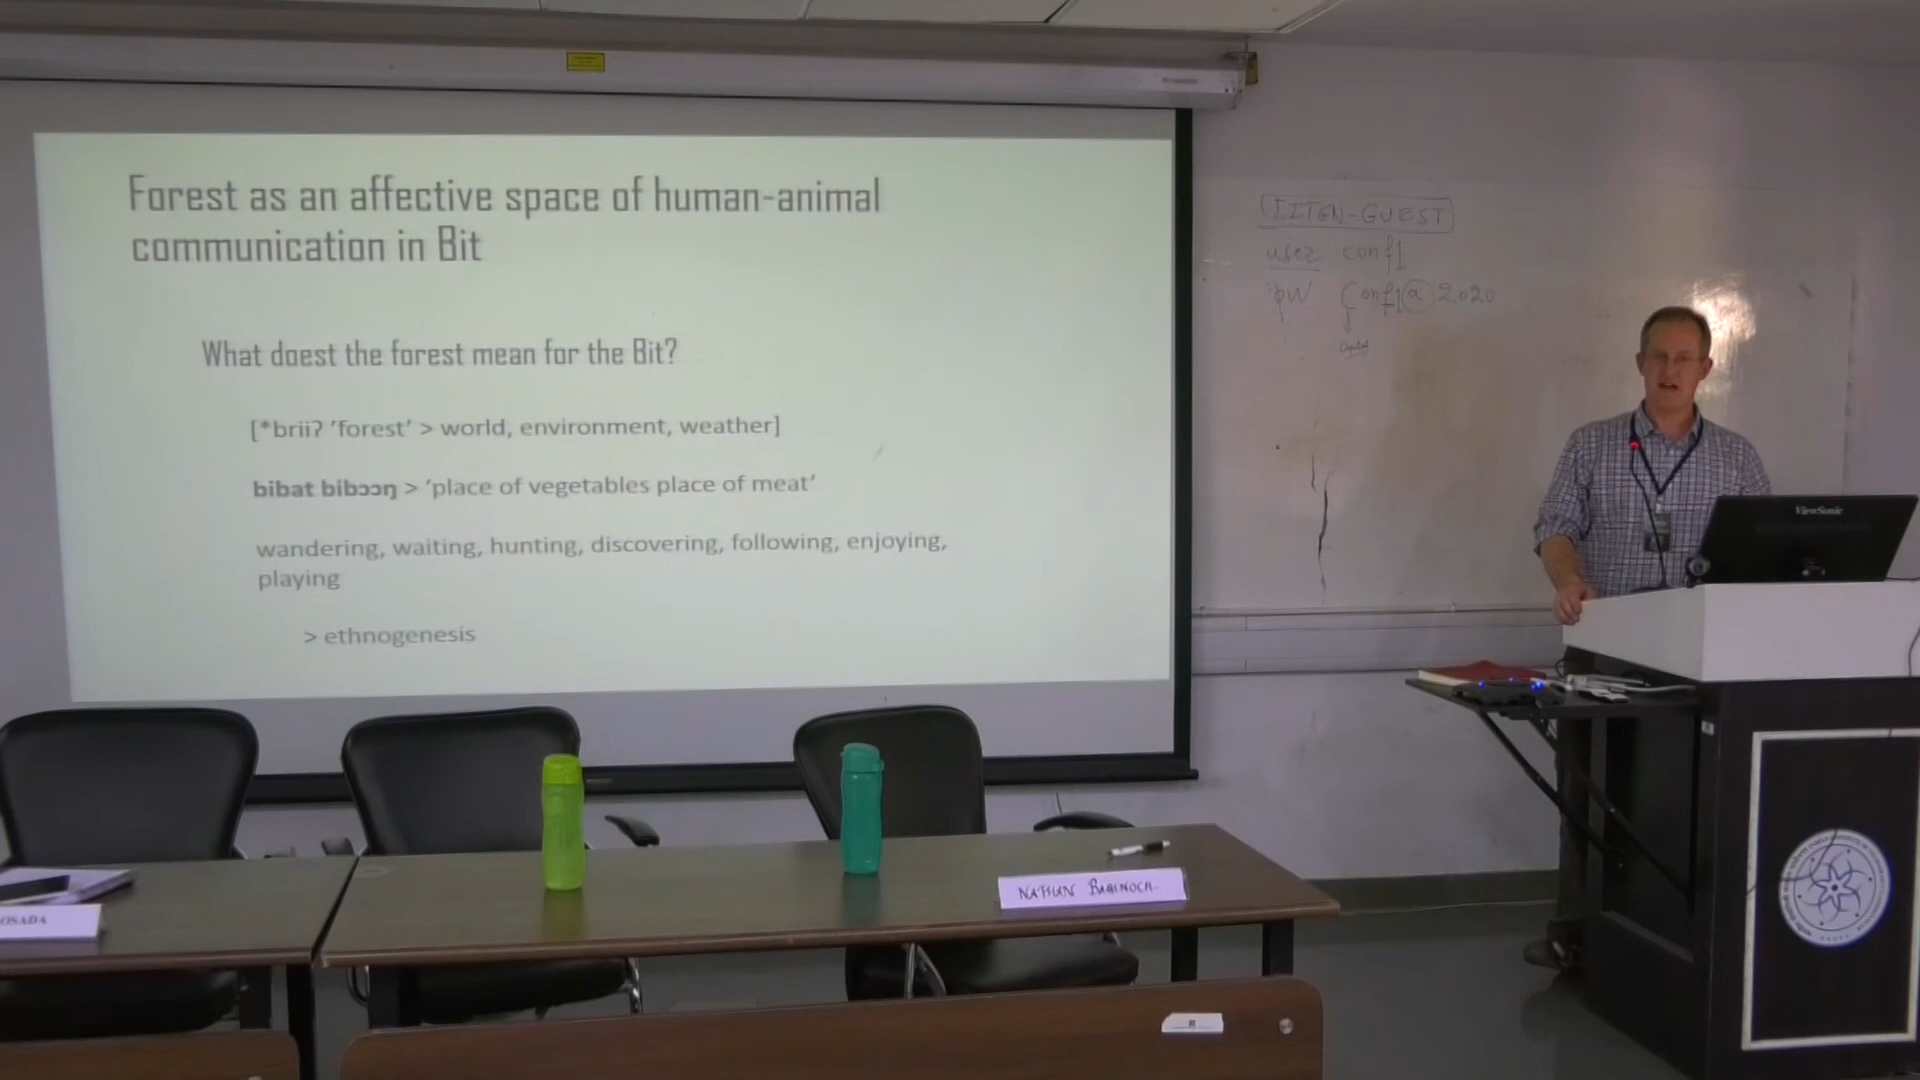 Forest as an affective space of human-animal
communication in Bit
What doest the forest mean for the Bit?
[*briiʔ 'forest' > world, environment, weather]
bibat bibɔɔŋ > 'place of vegetables place of meat'
wandering, waiting, hunting, discovering, following, enjoying,
playing
> ethnogenesis
IITGN-GUEST
user conf1
pw Conf1@2020
Capital
ViewSonic
OSADA
NATHAN BADENOCH